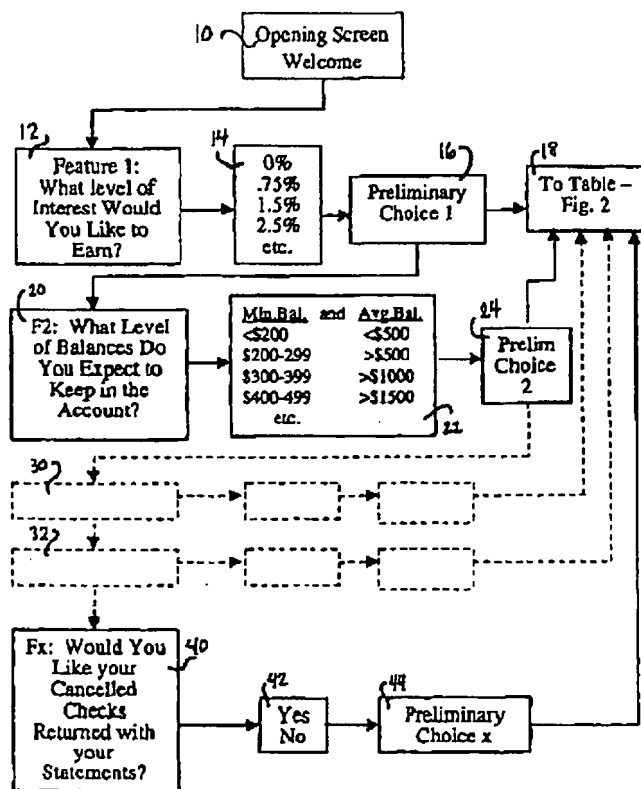 10
Opening Screen
Welcome
12
Feature 1:
What level of
Interest Would
You Like to
Earn?
14
0%
.75%
1.5%
2.5%
etc.
16
Preliminary
Choice 1
18
To Table –
Fig. 2
20
F2: What Level
of Balances Do
You Expect to
Keep in the
Account?
Min.Bal. and Avg.Bal.
<$200 <$500
$200-299 >$500
$300-399 >$1000
$400-499 >$1500
etc.
22
24
Prelim
Choice
2
30
32
Fx: Would You
Like your
Cancelled
Checks
Returned with
your
Statements?
40
42
Yes
No
44
Preliminary
Choice x